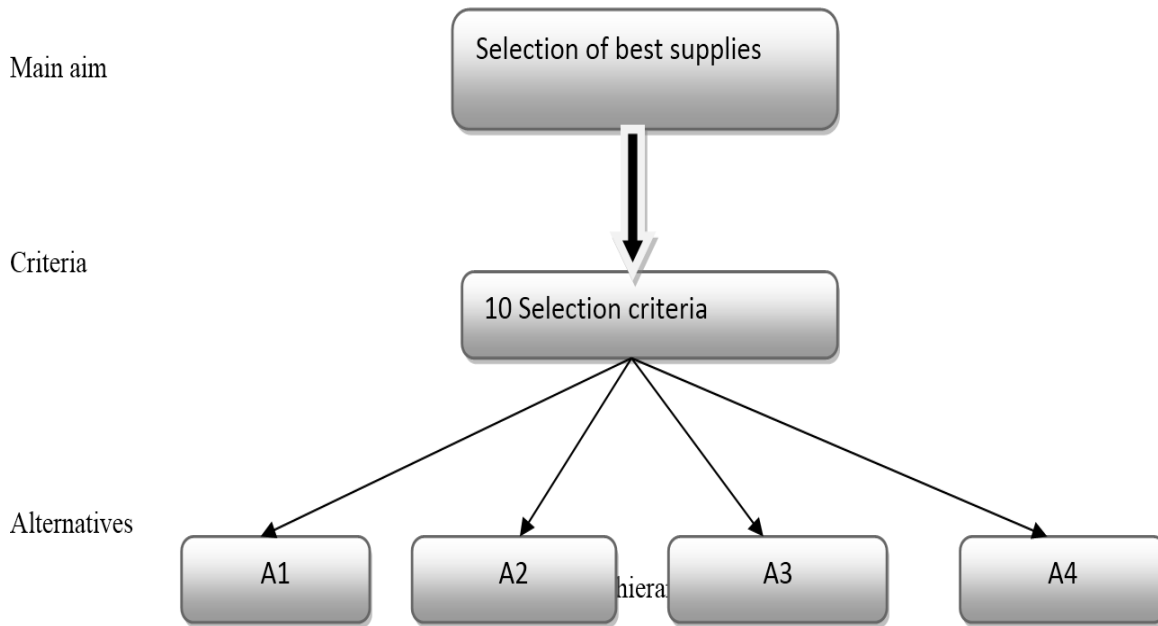 Selection of best supplies
Main aim
Criteria
10 Selection criteria
Alternatives
A1
A2
A3
A4